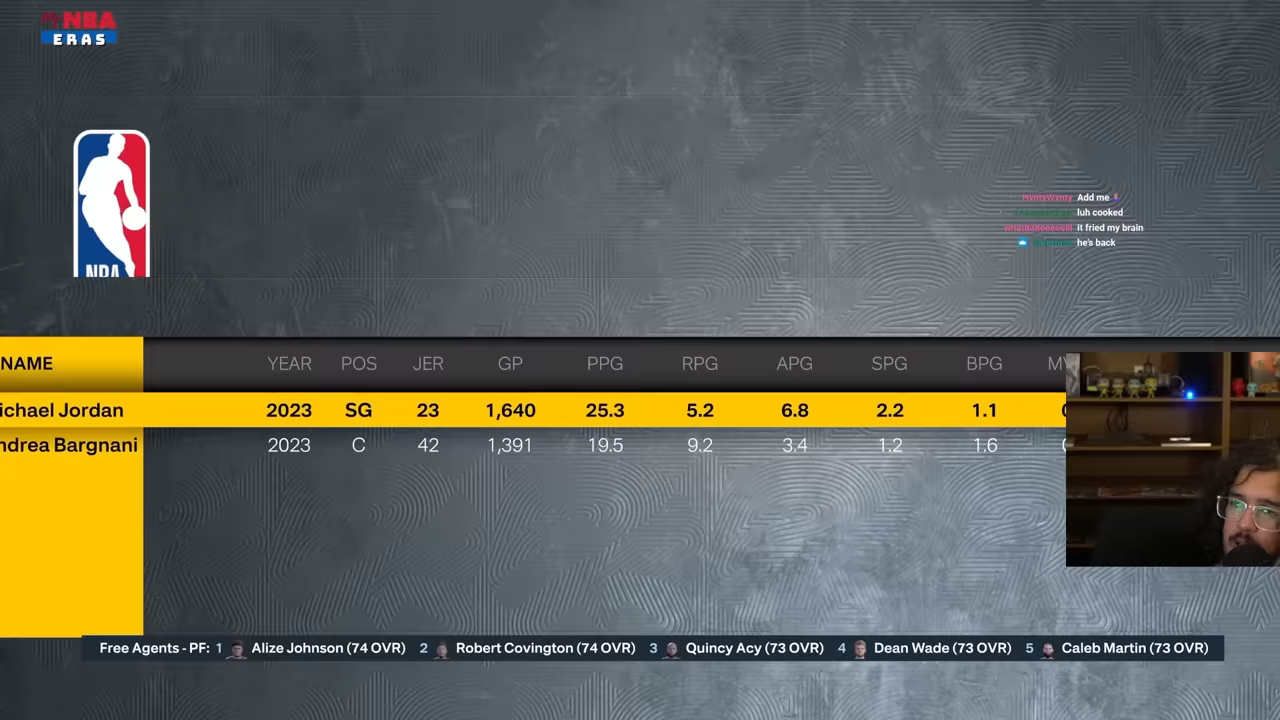 NBA
ERAS
NBA
Add me
luh cooked
whatdaheeeeelll it fried my brain
he's back
NAME YEAR POS JER GP PPG RPG APG SPG BPG
ichael Jordan 2023 SG 23 1,640 25.3 5.2 6.8 2.2 1.1
ndrea Bargnani 2023 C 42 1,391 19.5 9.2 3.4 1.2 1.6
Free Agents - PF: 1 Alize Johnson (74 OVR) 2 Robert Covington (74 OVR) 3 Quincy Acy (73 OVR) 4 Dean Wade (73 OVR) 5 Caleb Martin (73 OVR)